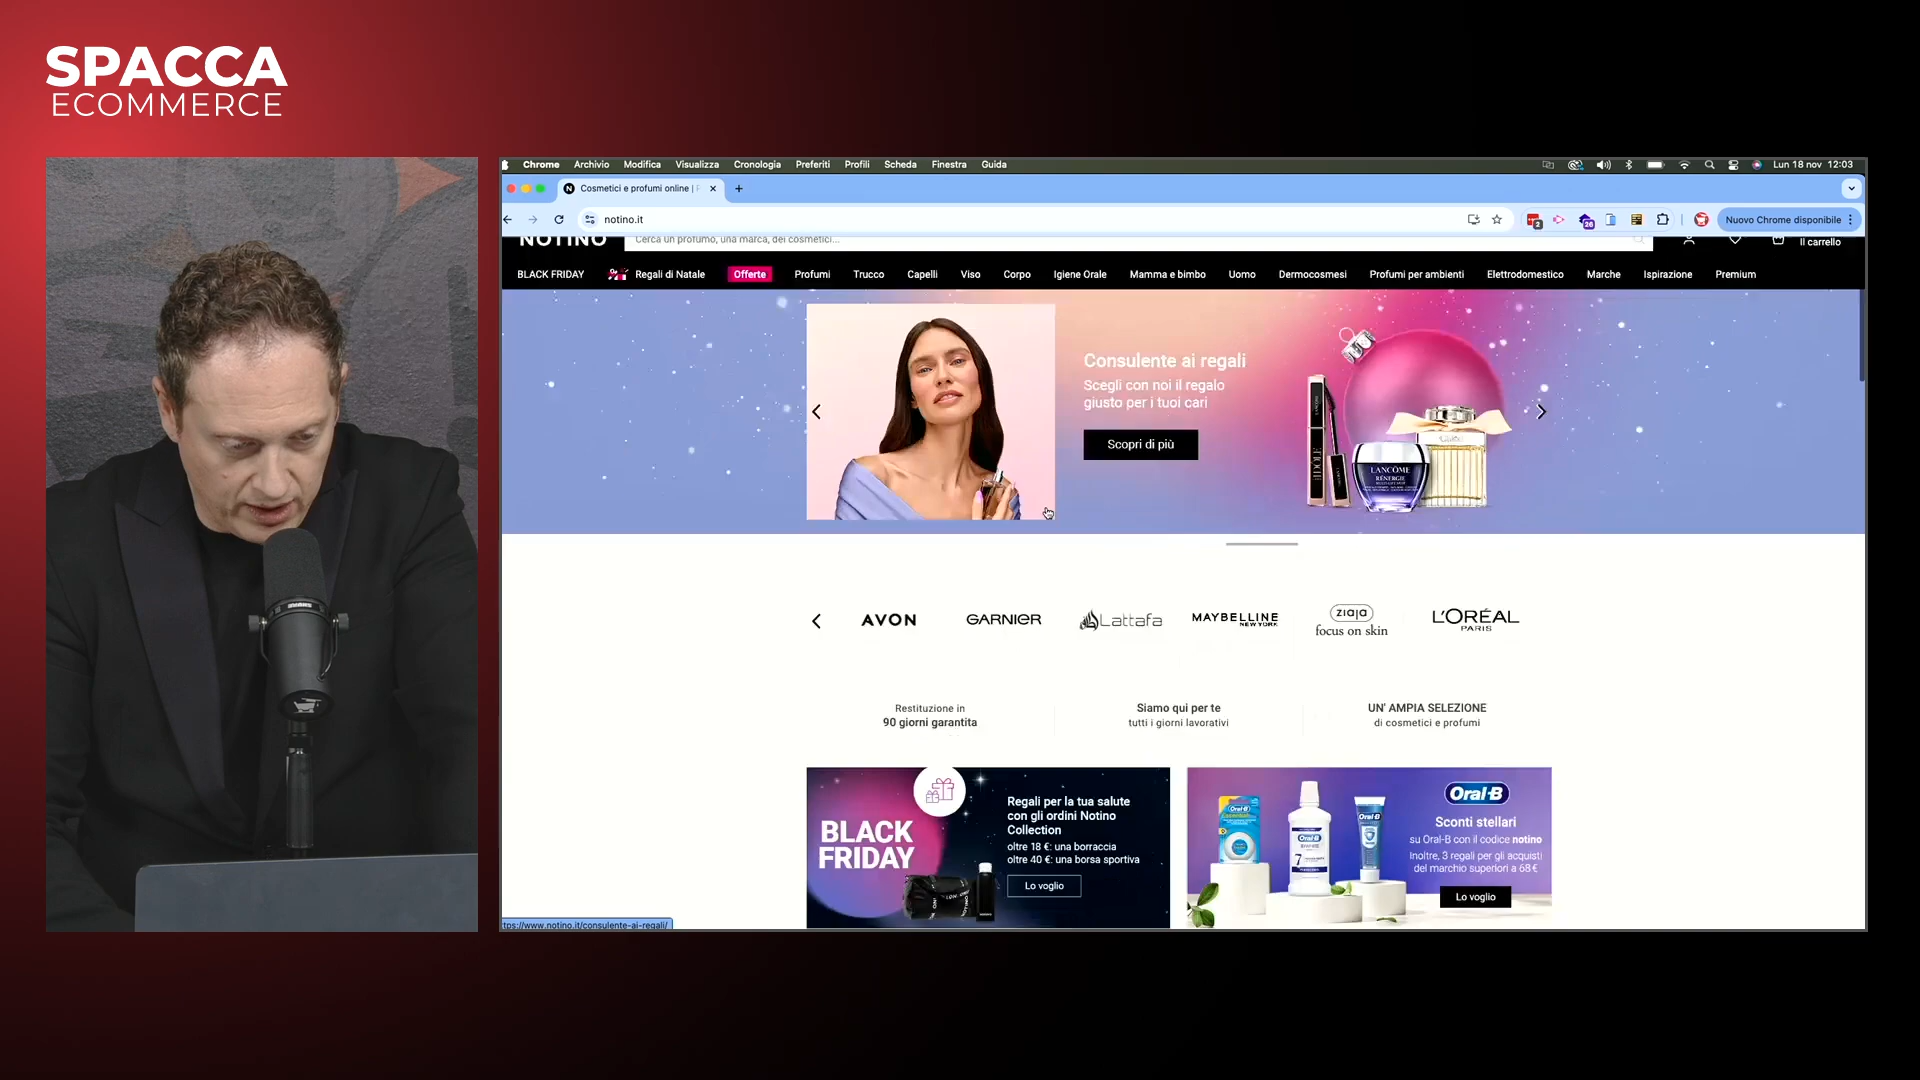 SPACCA
ECOMMERCE
Chrome Archivio Modifica Visualizza Cronologia Preferiti Profili Scheda Finestra Guida
Lun 18 nov 12:03
Cosmetici e profumi online |
notino.it
2
26
Nuovo Chrome disponibile
NOTINO
Cerca un profumo, una marca, dei cosmetici...
Il carrello
BLACK FRIDAY Regali di Natale Offerte Profumi Trucco Capelli Viso Corpo Igiene Orale Mamma e bimbo Uomo Dermocosmesi Profumi per ambienti Elettrodomestico Marche Ispirazione Premium
Consulente ai regali
Scegli con noi il regalo
giusto per i tuoi cari
Scopri di più
LANCÔME
RÉNERGIE
AVON
GARNIER
Lattafa
MAYBELLINE
NEW YORK
ziaja
focus on skin
L'ORÉAL
PARIS
Restituzione in
90 giorni garantita
Siamo qui per te
tutti i giorni lavorativi
UN' AMPIA SELEZIONE
di cosmetici e profumi
BLACK
FRIDAY
Regali per la tua salute
con gli ordini Notino
Collection
oltre 18 €: una borraccia
oltre 40 €: una borsa sportiva
Lo voglio
Oral-B
Oral-B
Oral-B
Oral-B
7
Sconti stellari
su Oral-B con il codice notino
Inoltre, 3 regali per gli acquisti
del marchio superiori a 68 €
Lo voglio
tps://www.notino.it/consulente-ai-regali/